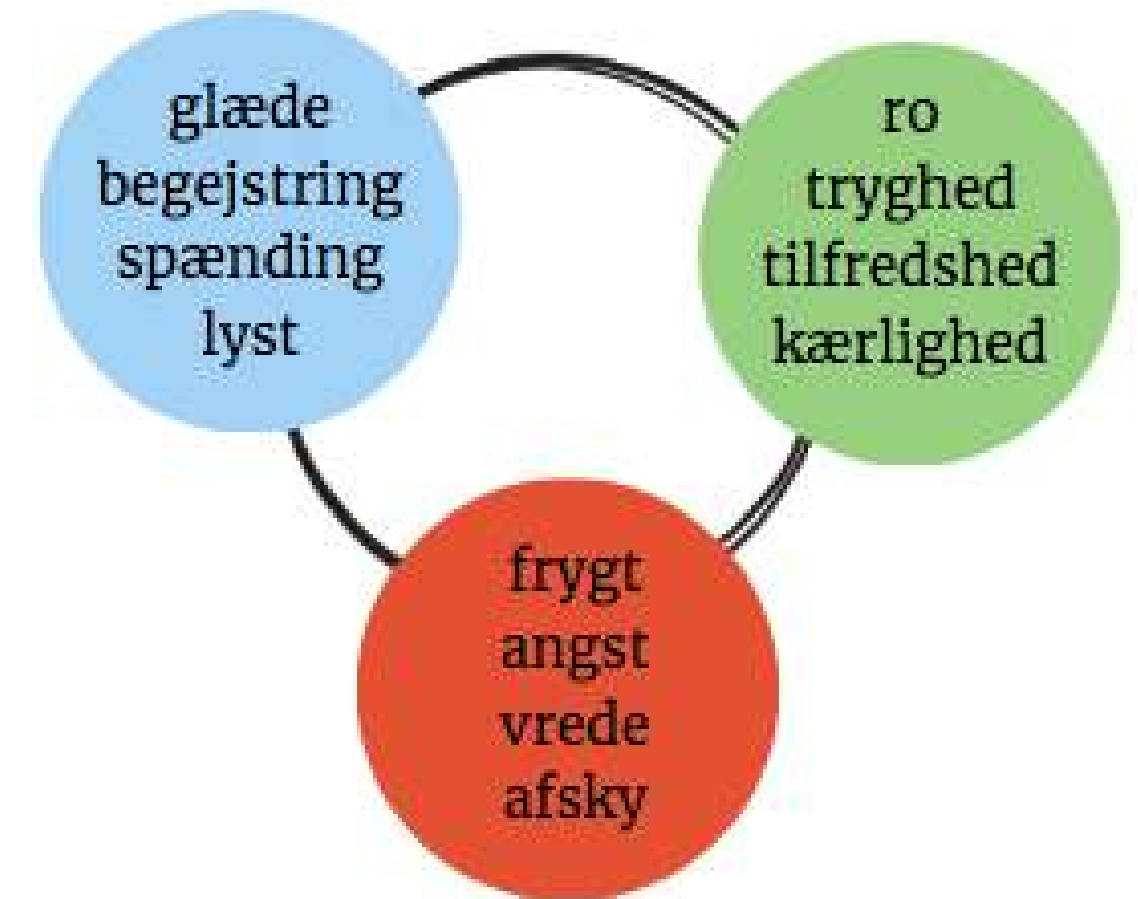 glæde
begejstring
spænding
lyst
ro
tryghed
tilfredshed
kærlighed
frygt
angst
vrede
afsky